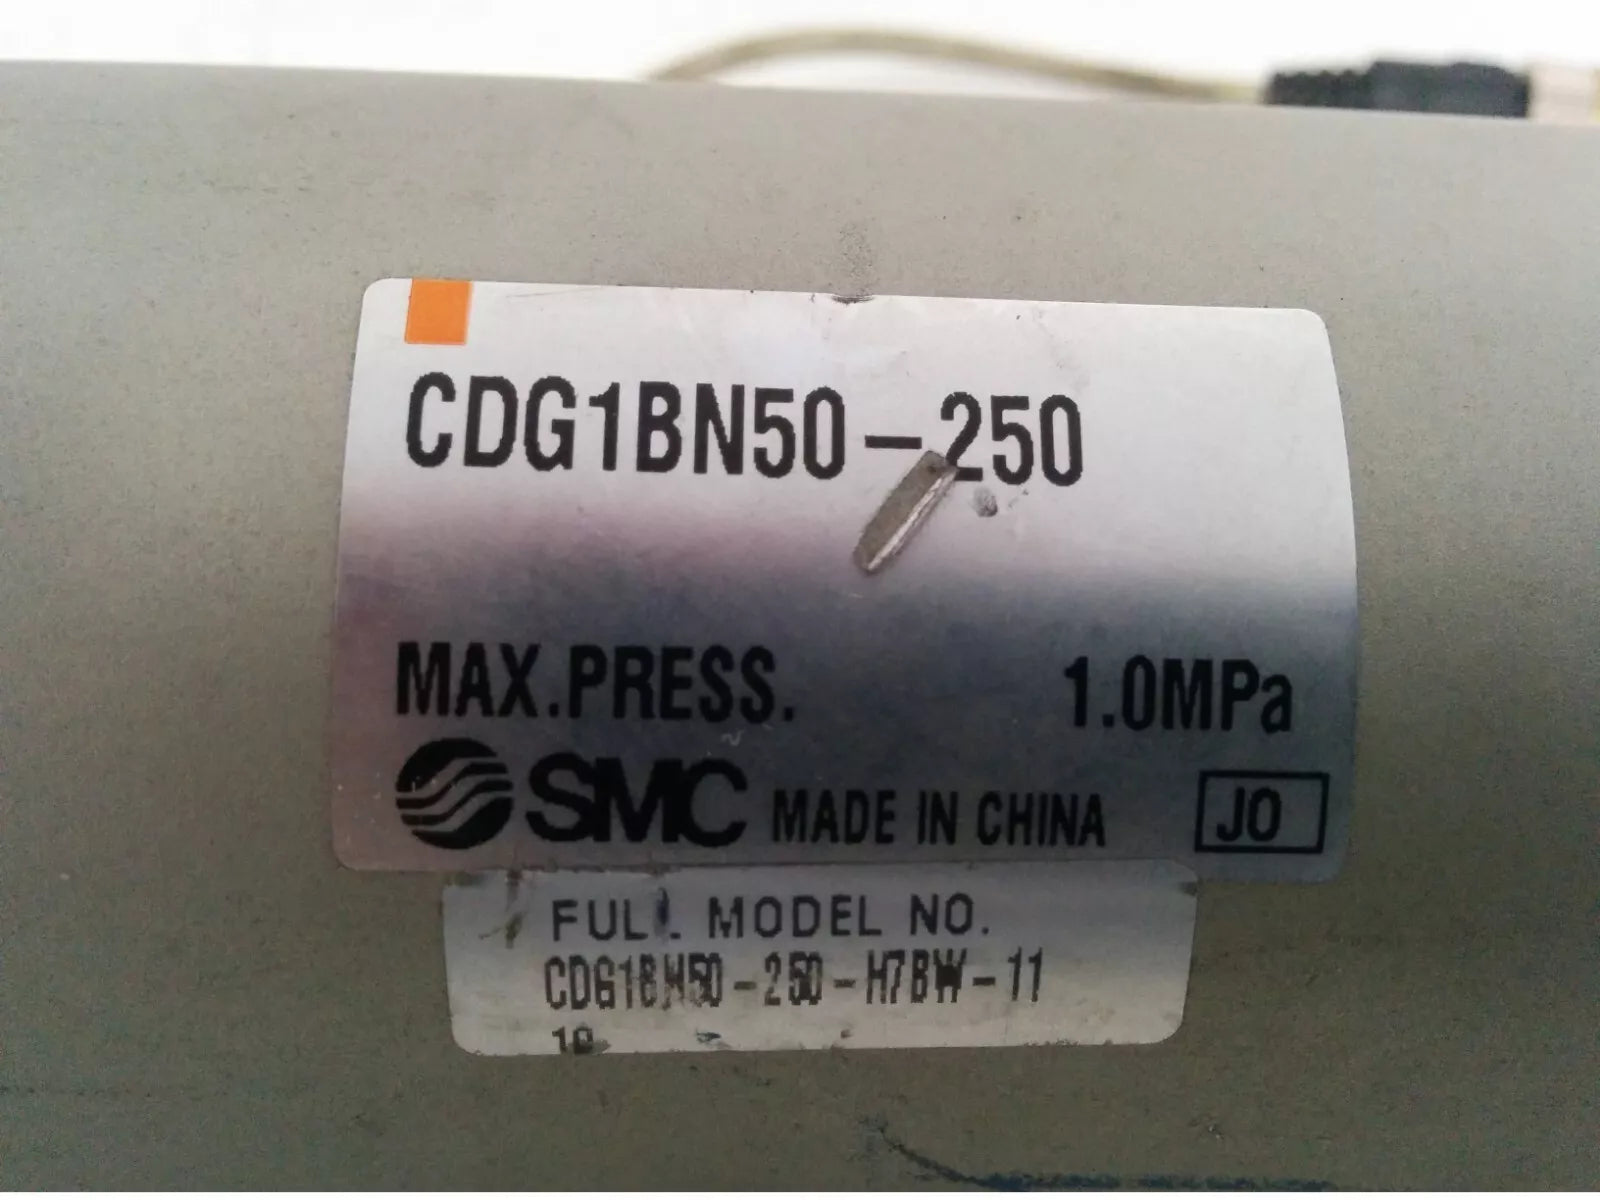 CDG1BN50-250
MAX.PRESS. 1.0MPa
SMC MADE IN CHINA JO
FULL MODEL NO.
CDG1BN50-250-H7BW-11